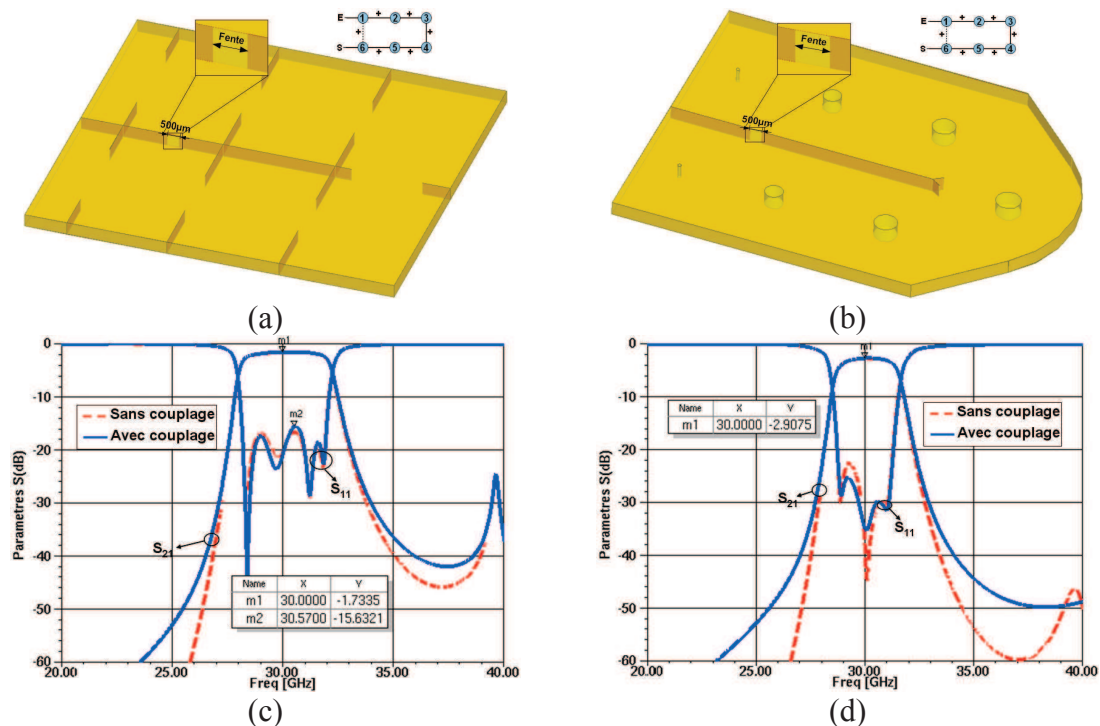 (a)
Fente
500µm
E 1 + 2 + 3
+ +
S 6 + 5 + 4
(b)
Fente
500µm
E 1 + 2 + 3
+ +
S 6 + 5 + 4
(c)
Parametres S(dB)
0
-10
-20
-30
-40
-50
-60
20.00 25.00 30.00 35.00 40.00
Freq [GHz]
m1
m2
Sans couplage
Avec couplage
S21
S11
Name X Y
m1 30.0000 -1.7335
m2 30.5700 -15.6321
(d)
Parametres S(dB)
0
-10
-20
-30
-40
-50
-60
20.00 25.00 30.00 35.00 40.00
Freq [GHz]
m1
Name X Y
m1 30.0000 -2.9075
Sans couplage
Avec couplage
S21
S11